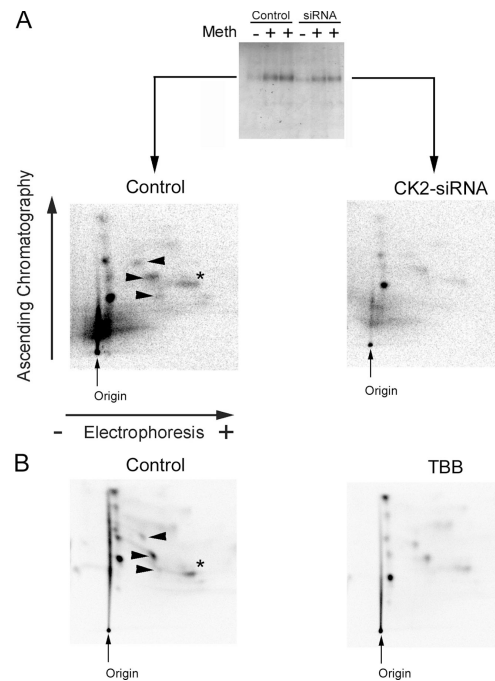 A
Control siRNA
Meth - + + - + +
Control
CK2-siRNA
Ascending Chromatography
*
Origin
Origin
- Electrophoresis +
B
Control
TBB
*
Origin
Origin